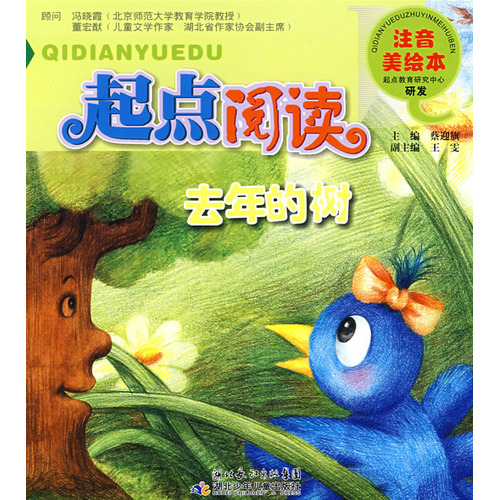 顾问 冯晓霞（北京师范大学教育学院教授）
董宏猷（儿童文学作家 湖北省作家协会副主席）
QIDIANYUEDU
QIDIANYUEDUZHUYINMEIHUIBEN
注音
美绘本
起点教育研究中心
研发
起点阅读
主编 蔡迎旗
副主编 王雯
去年的树
湖北长江出版集团
湖北少年儿童出版社